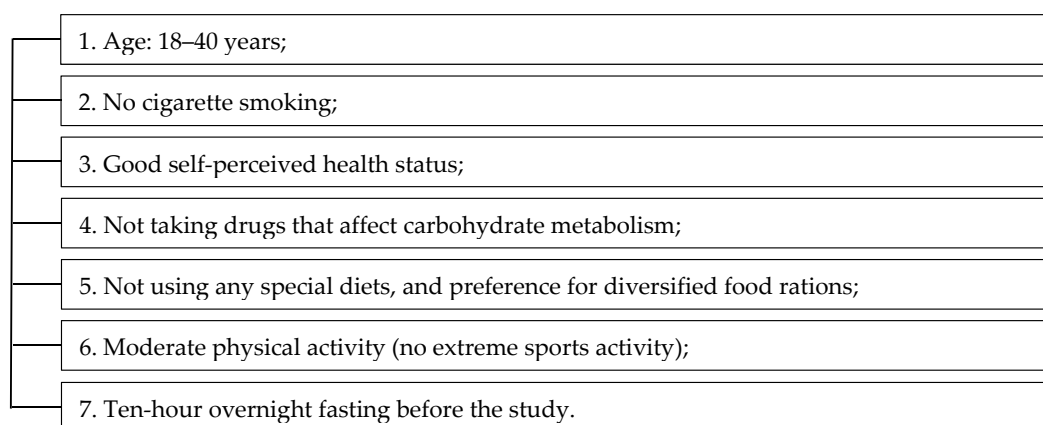 1. Age: 18–40 years;
2. No cigarette smoking;
3. Good self-perceived health status;
4. Not taking drugs that affect carbohydrate metabolism;
5. Not using any special diets, and preference for diversified food rations;
6. Moderate physical activity (no extreme sports activity);
7. Ten-hour overnight fasting before the study.